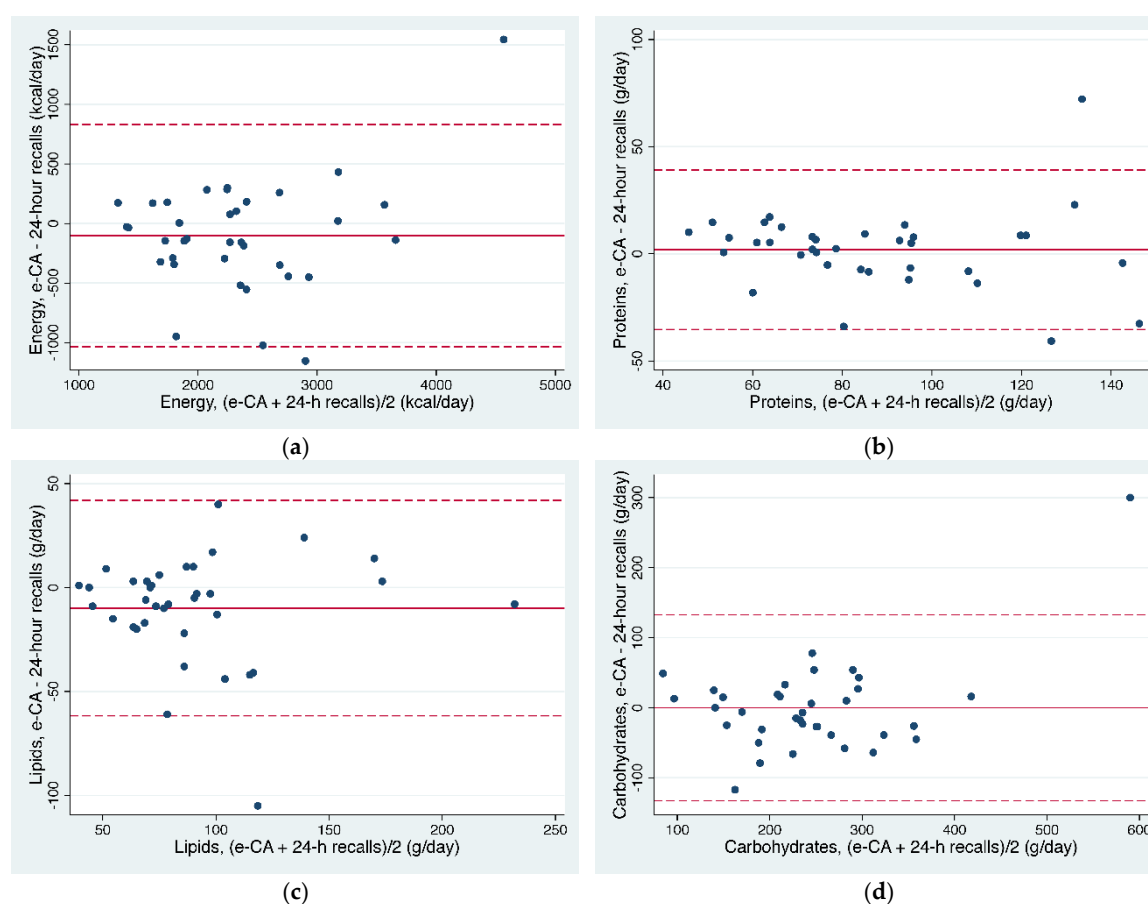 Energy, e-CA - 24-hour recalls (kcal/day)
1500
1000
500
0
-500
-1000
1000 2000 3000 4000 5000
Energy, (e-CA + 24-h recalls)/2 (kcal/day)
(a)
Proteins, e-CA - 24-hour recalls (g/day)
100
50
0
-50
40 60 80 100 120 140
Proteins, (e-CA + 24-h recalls)/2 (g/day)
(b)
Lipids, e-CA - 24-hour recalls (g/day)
50
0
-50
-100
50 100 150 200 250
Lipids, (e-CA + 24-h recalls)/2 (g/day)
(c)
Carbohydrates, e-CA - 24-hour recalls (g/day)
300
200
100
0
-100
100 200 300 400 500 600
Carbohydrates, (e-CA + 24-h recalls)/2 (g/day)
(d)